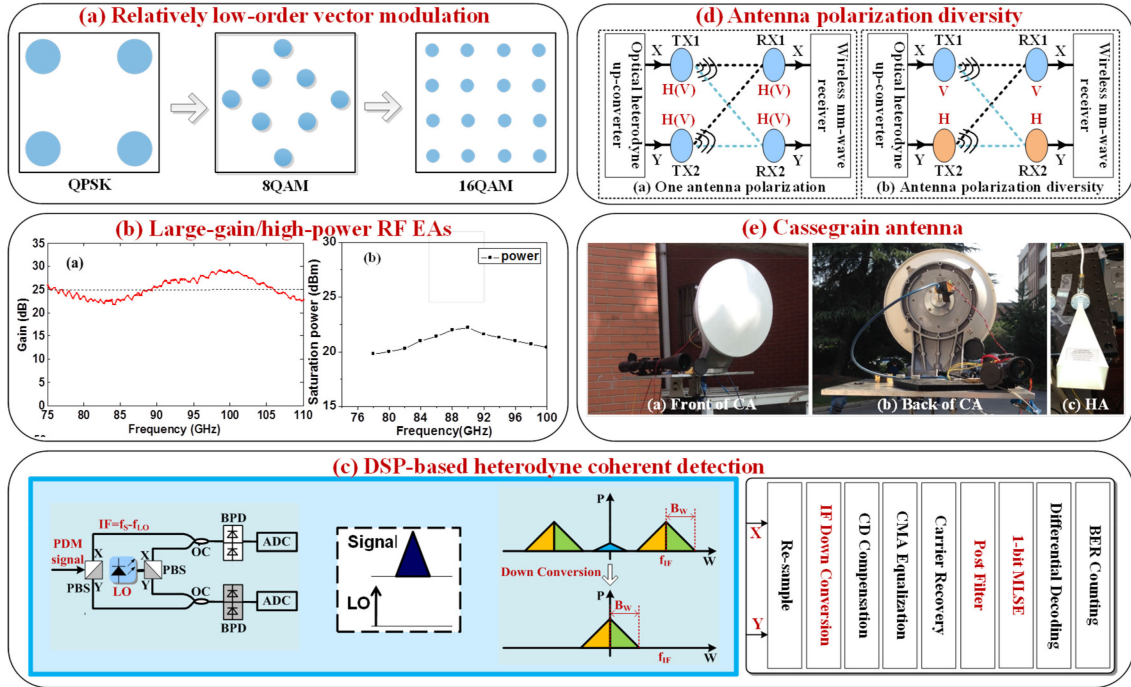 (a) Relatively low-order vector modulation
QPSK
8QAM
16QAM
(b) Large-gain/high-power RF EAs
(a)
Gain (dB)
35
30
25
20
15
10
5
0
75 80 85 90 95 100 105 110
Frequency (GHz)
(b)
power
Saturation power (dBm)
30
25
20
15
76 80 84 88 92 96 100
Frequency(GHz)
(d) Antenna polarization diversity
Optical heterodyne
up-converter
X
Y
TX1
H(V)
H(V)
TX2
RX1
H(V)
H(V)
RX2
X
Y
Wireless mm-wave
receiver
(a) One antenna polarization
Optical heterodyne
up-converter
X
Y
TX1
V
H
TX2
RX1
V
H
RX2
X
Y
Wireless mm-wave
receiver
(b) Antenna polarization diversity
(e) Cassegrain antenna
(a) Front of CA
(b) Back of CA
(c) HA
(c) DSP-based heterodyne coherent detection
IF=fS-fLO
PDM
signal
X
Y
PBS
LO
X
Y
PBS
OC
OC
BPD
BPD
ADC
ADC
Signal
LO
P
BW
fIF
W
Down Conversion
P
BW
fIF
W
X
Y
Re-sample
IF Down Conversion
CD Compensation
CMA Equalization
Carrier Recovery
Post Filter
1-bit MLSE
Differential Decoding
BER Counting